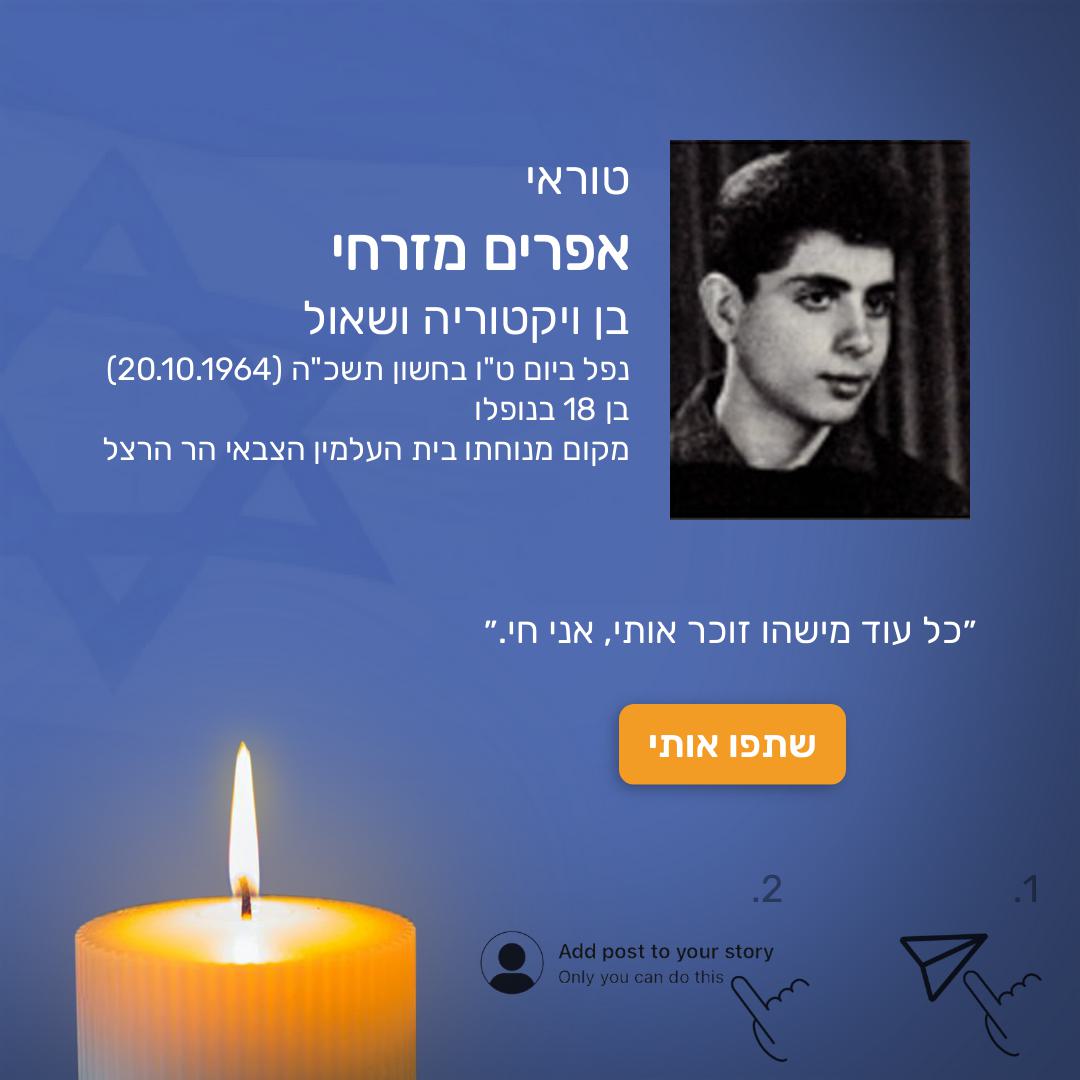 טוראי
אפרים מזרחי
בן ויקטוריה ושאול
נפל ביום ט"ו בחשון תשכ"ה (20.10.1964)
בן 18 בנופלו
מקום מנוחתו בית העלמין הצבאי הר הרצל
״כל עוד מישהו זוכר אותי, אני חי.״
שתפו אותי
1.
2.
Add post to your story
Only you can do this